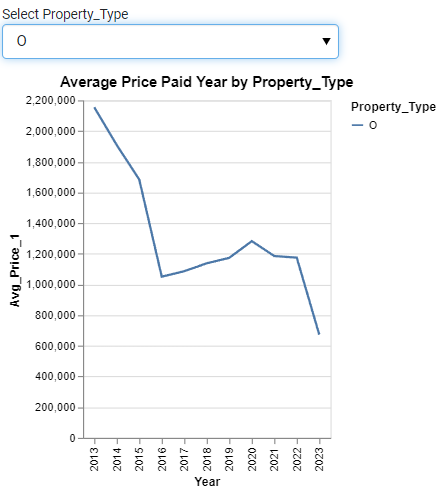 Select Property_Type
O
Average Price Paid Year by Property_Type
Property_Type
O
Avg_Price_1
2,200,000
2,000,000
1,800,000
1,600,000
1,400,000
1,200,000
1,000,000
800,000
600,000
400,000
200,000
0
2013 2014 2015 2016 2017 2018 2019 2020 2021 2022 2023
Year